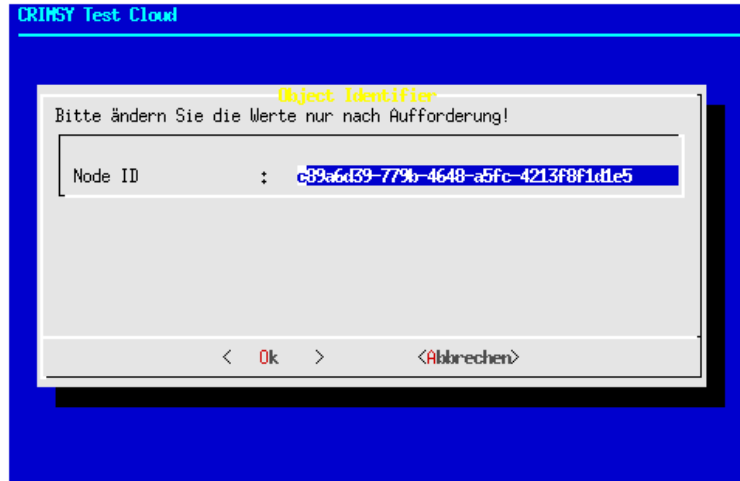 CRIMSY Test Cloud
Object Identifier
Bitte ändern Sie die Werte nur nach Aufforderung!
Node ID : c89a6d39-779b-4648-a5fc-4213f8f1d1e5
< Ok > <Abbrechen>